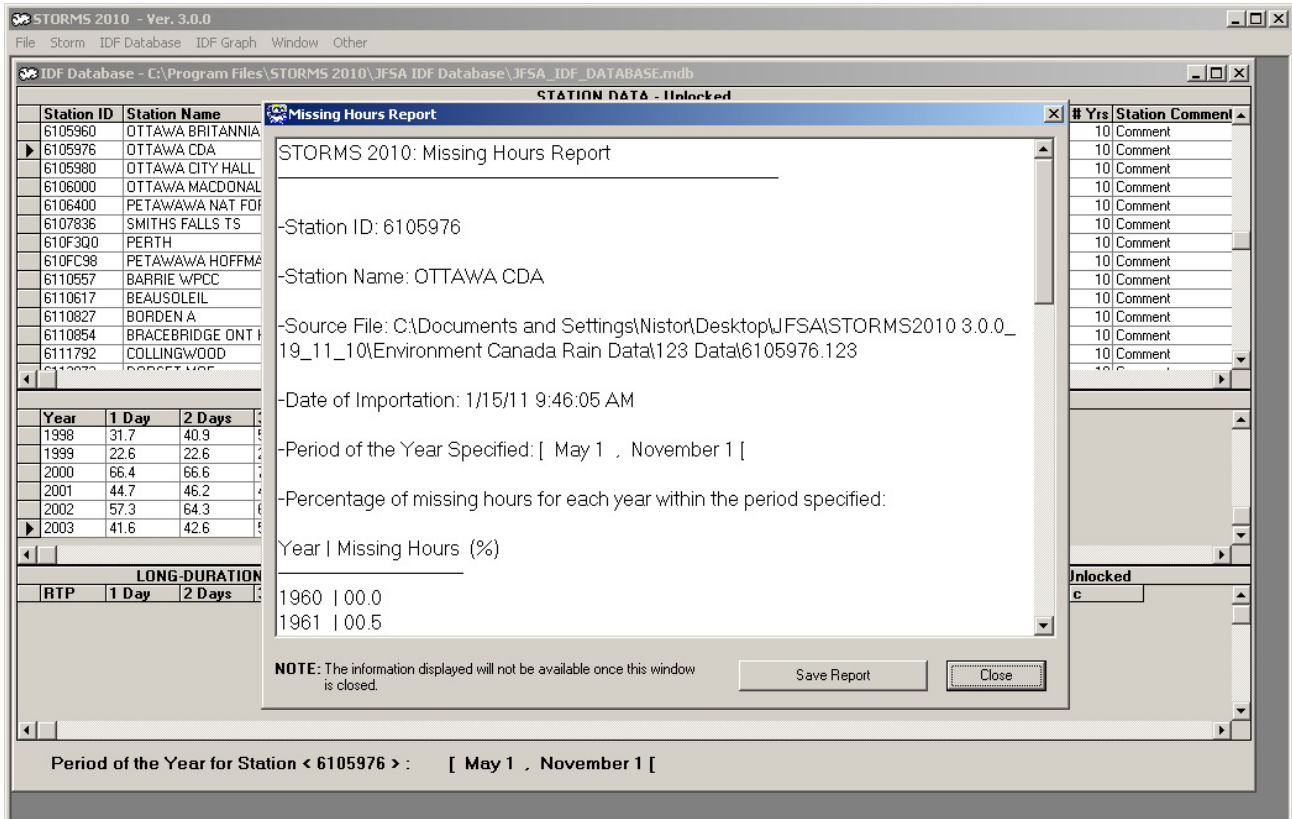 STORMS 2010 - Ver. 3.0.0
File Storm IDF Database IDF Graph Window Other
IDF Database - C:\Program Files\STORMS 2010\JFSA IDF Database\JFSA_IDF_DATABASE.mdb
STATION DATA - Unlocked
Station ID Station Name # Yrs Station Comment
6105960 OTTAWA BRITANNIA 10 Comment
6105976 OTTAWA CDA 10 Comment
6105980 OTTAWA CITY HALL 10 Comment
6106000 OTTAWA MACDONAL 10 Comment
6106400 PETAWAWA NAT FOR 10 Comment
6107836 SMITHS FALLS TS 10 Comment
610F3Q0 PERTH 10 Comment
610FC98 PETAWAWA HOFFMA 10 Comment
6110557 BARRIE WPCC 10 Comment
6110617 BEAUSOLEIL 10 Comment
6110827 BORDEN A 10 Comment
6110854 BRACEBRIDGE ONT 10 Comment
6111792 COLLINGWOOD 10 Comment
Year 1 Day 2 Days
1998 31.7 40.9
1999 22.6 22.6
2000 66.4 66.6
2001 44.7 46.2
2002 57.3 64.3
2003 41.6 42.6
LONG-DURATION Unlocked
RTP 1 Day 2 Days c
Missing Hours Report
STORMS 2010: Missing Hours Report
-Station ID: 6105976
-Station Name: OTTAWA CDA
-Source File: C:\Documents and Settings\Nistor\Desktop\JFSA\STORMS2010 3.0.0_
19_11_10\Environment Canada Rain Data\123 Data\6105976.123
-Date of Importation: 1/15/11 9:46:05 AM
-Period of the Year Specified: [ May 1 , November 1 [
-Percentage of missing hours for each year within the period specified:
Year | Missing Hours (%)
1960 | 00.0
1961 | 00.5
NOTE: The information displayed will not be available once this window
is closed.
Save Report Close
Period of the Year for Station < 6105976 > : [ May 1 , November 1 [